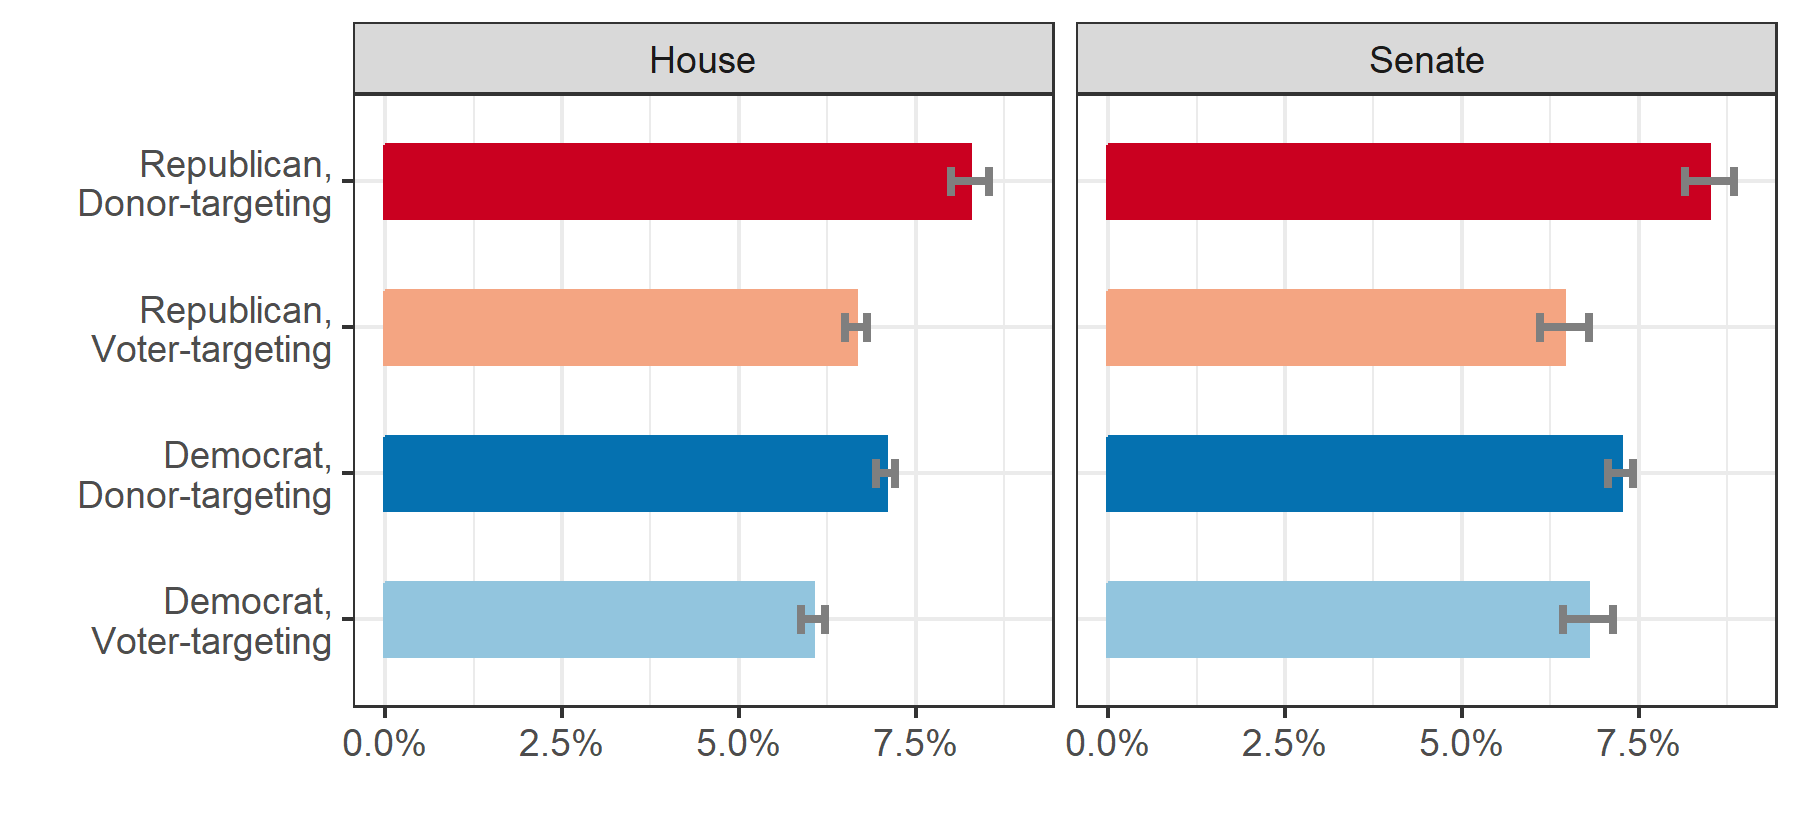 House
Senate
Republican,
Donor-targeting
Republican,
Voter-targeting
Democrat,
Donor-targeting
Democrat,
Voter-targeting
0.0% 2.5% 5.0% 7.5%
0.0% 2.5% 5.0% 7.5%